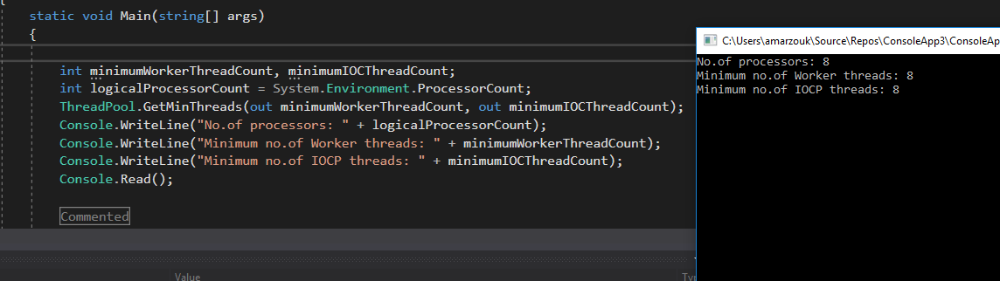 static void Main(string[] args)
{
int minimumWorkerThreadCount, minimumIOCThreadCount;
int logicalProcessorCount = System.Environment.ProcessorCount;
ThreadPool.GetMinThreads(out minimumWorkerThreadCount, out minimumIOCThreadCount);
Console.WriteLine("No.of processors: " + logicalProcessorCount);
Console.WriteLine("Minimum no.of Worker threads: " + minimumWorkerThreadCount);
Console.WriteLine("Minimum no.of IOCP threads: " + minimumIOCThreadCount);
Console.Read();
Commented
Value
C:\Users\amarzouk\Source\Repos\ConsoleApp3\ConsoleAp
No.of processors: 8
Minimum no.of Worker threads: 8
Minimum no.of IOCP threads: 8